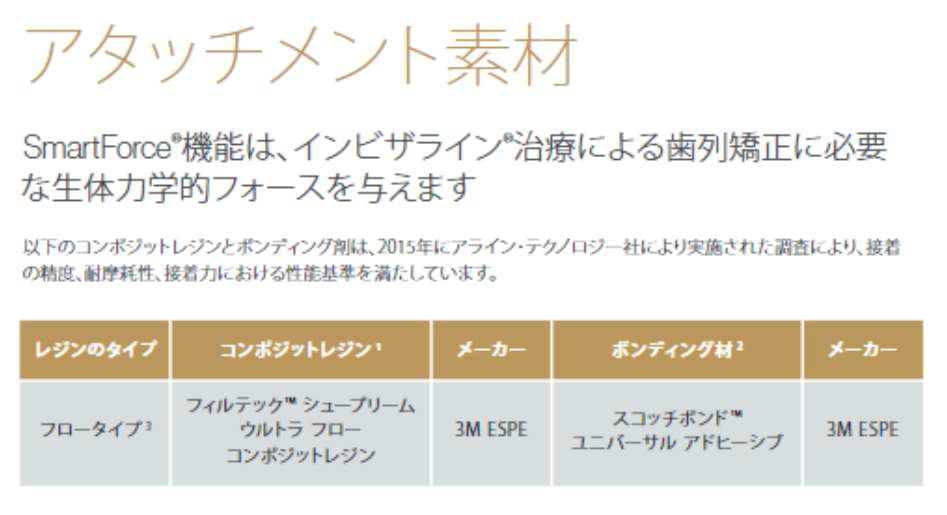 アタッチメント素材
SmartForce®機能は、インビザライン®治療による歯列矯正に必要
な生体力学的フォースを与えます
以下のコンポジットレジンとボンディング剤は、2015年にアライン・テクノロジー社により実施された調査により、接着
の精度、耐摩耗性、接着力における性能基準を満たしています。
レジンのタイプ コンポジットレジン¹ メーカー ボンディング材² メーカー
フロータイプ³ フィルテック™ シュープリーム ウルトラ フロー コンポジットレジン 3M ESPE スコッチボンド™ ユニバーサル アドヒーシブ 3M ESPE